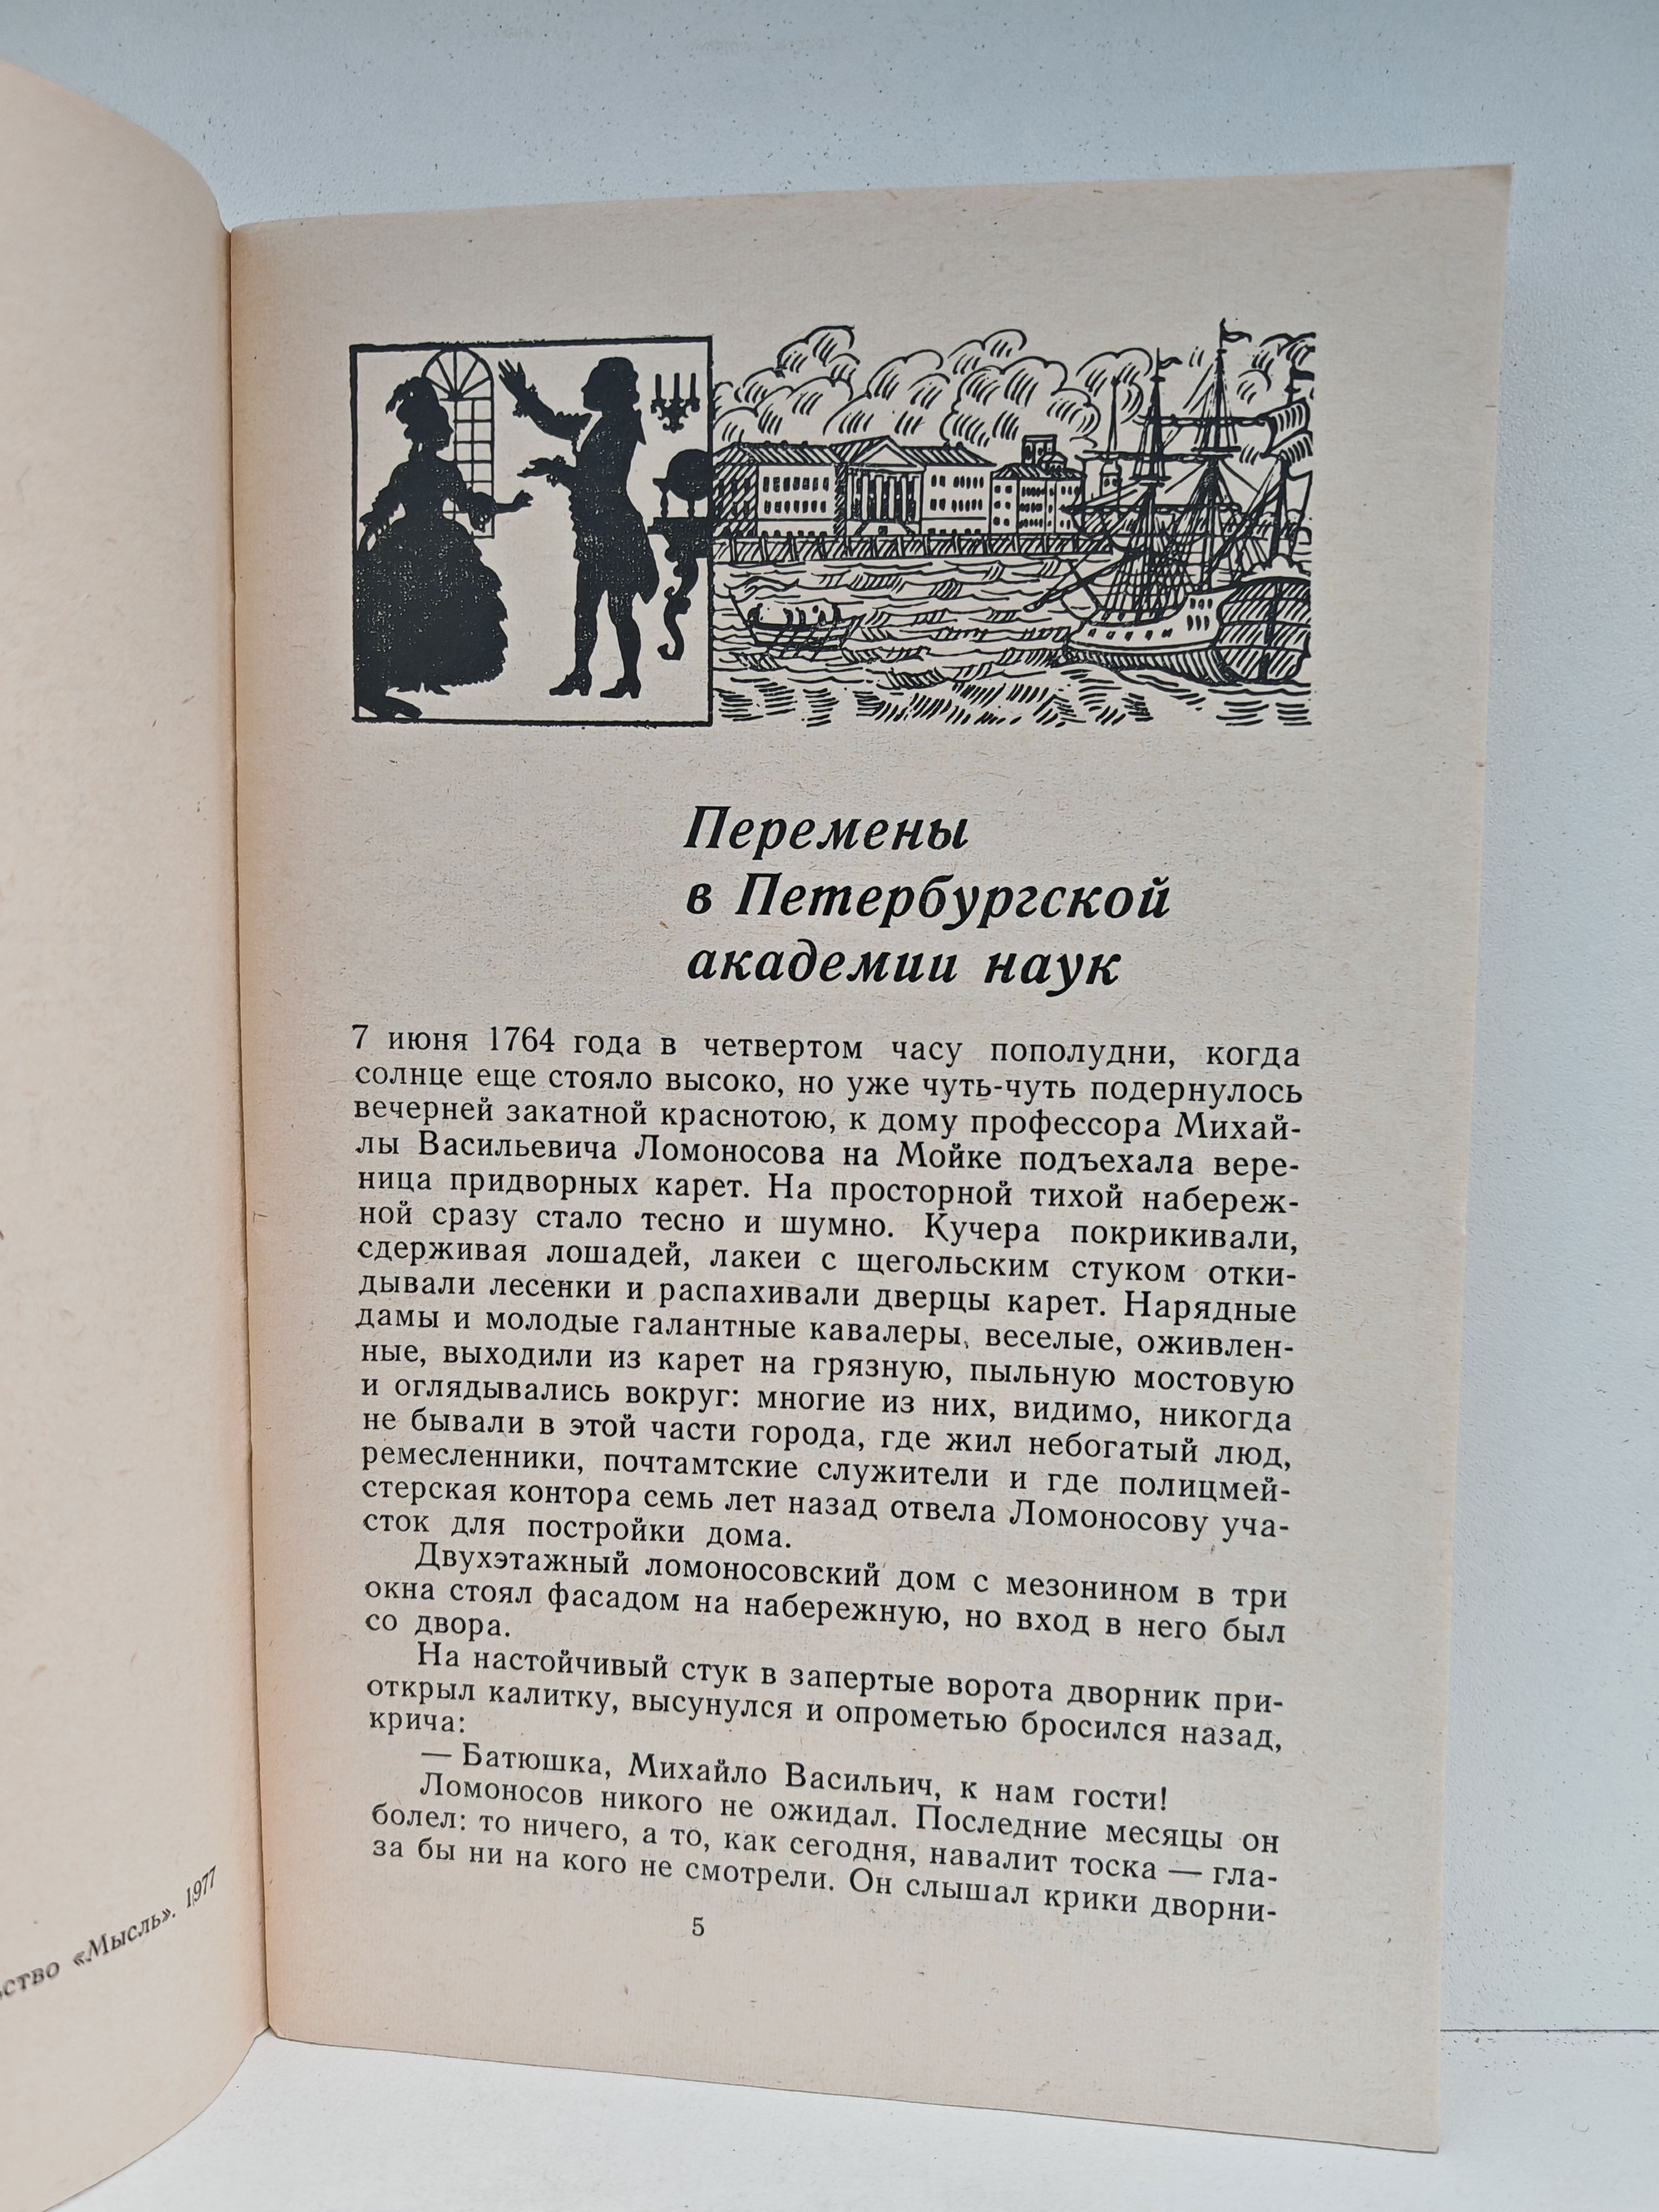 Перемены
в Петербургской
академии наук
7 июня 1764 года в четвертом часу пополудни, когда
солнце еще стояло высоко, но уже чуть-чуть подернулось
вечерней закатной краснотою, к дому профессора Михай-
лы Васильевича Ломоносова на Мойке подъехала вере-
ница придворных карет. На просторной тихой набереж-
ной сразу стало тесно и шумно. Кучера покрикивали,
сдерживая лошадей, лакеи с щегольским стуком отки-
дывали лесенки и распахивали дверцы карет. Нарядные
дамы и молодые галантные кавалеры, веселые, оживлен-
ные, выходили из карет на грязную, пыльную мостовую
и оглядывались вокруг: многие из них, видимо, никогда
не бывали в этой части города, где жил небогатый люд,
ремесленники, почтамтские служители и где полицмей-
стерская контора семь лет назад отвела Ломоносову уча-
сток для постройки дома.
Двухэтажный ломоносовский дом с мезонином в три
окна стоял фасадом на набережную, но вход в него был
со двора.
На настойчивый стук в запертые ворота дворник при-
открыл калитку, высунулся и опрометью бросился назад,
крича:
— Батюшка, Михайло Васильич, к нам гости!
Ломоносов никого не ожидал. Последние месяцы он
болел: то ничего, а то, как сегодня, навалит тоска — гла-
за бы ни на кого не смотрели. Он слышал крики дворни-
5
«Мысль». 1977